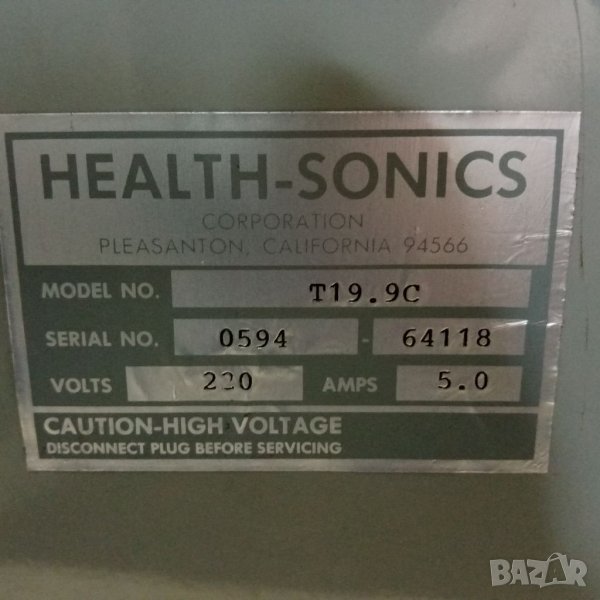 HEALTH-SONICS
CORPORATION
PLEASANTON, CALIFORNIA 94566
MODEL NO. T19.9C
SERIAL NO. 0594 - 64118
VOLTS 220 AMPS 5.0
CAUTION-HIGH VOLTAGE
DISCONNECT PLUG BEFORE SERVICING
BAZAR